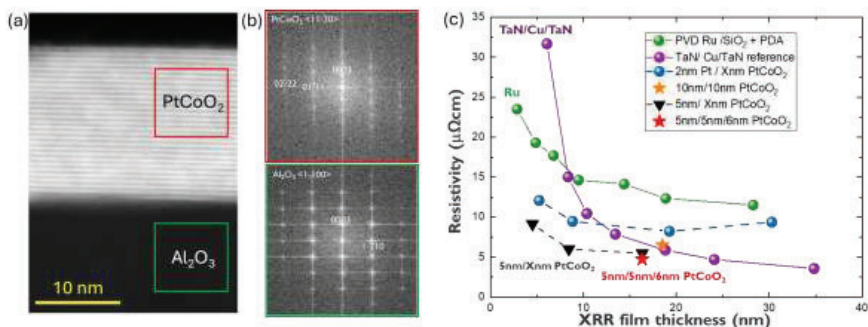 (a)
PtCoO₂
Al₂O₃
10 nm
(b)
PtCoO₂ <11-20>
Al₂O₃ <1-100>
(c)
TaN/Cu/TaN
Ru
PVD Ru /SiO₂ + PDA
TaN/ Cu/TaN reference
2nm Pt / Xnm PtCoO₂
10nm/10nm PtCoO₂
5nm/ Xnm PtCoO₂
5nm/5nm/6nm PtCoO₂
5nm/Xnm PtCoO₂
5nm/5nm/6nm PtCoO₂
Resistivity (μΩcm)
35
30
25
20
15
10
5
0
0 10 20 30 40
XRR film thickness (nm)